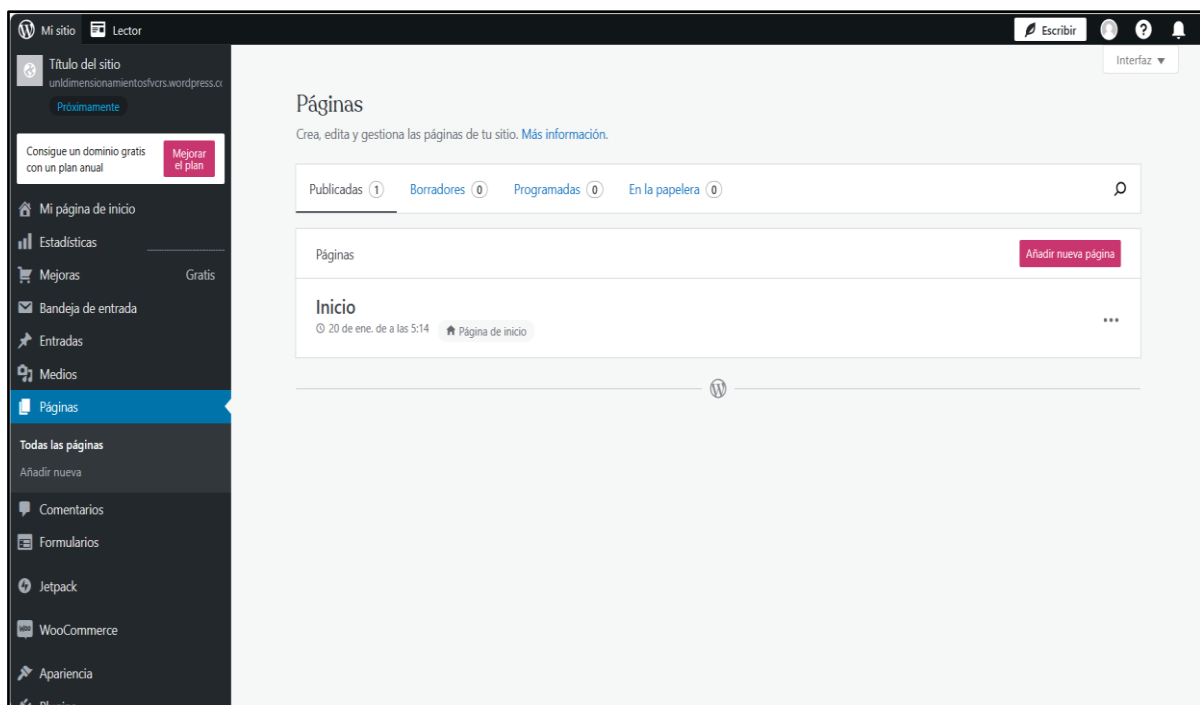 Mi sitio Lector Escribir
Interfaz ▼
Título del sitio
unldimensionamientosfvcrs.wordpress.co
Próximamente
Consigue un dominio gratis
con un plan anual
Mejorar
el plan
Mi página de inicio
Estadísticas
Mejoras Gratis
Bandeja de entrada
Entradas
Medios
Páginas
Todas las páginas
Añadir nueva
Comentarios
Formularios
Jetpack
WooCommerce
Apariencia
Páginas
Crea, edita y gestiona las páginas de tu sitio. Más información.
Publicadas 1 Borradores 0 Programadas 0 En la papelera 0
Páginas Añadir nueva página
Inicio
20 de ene. de a las 5:14 Página de inicio